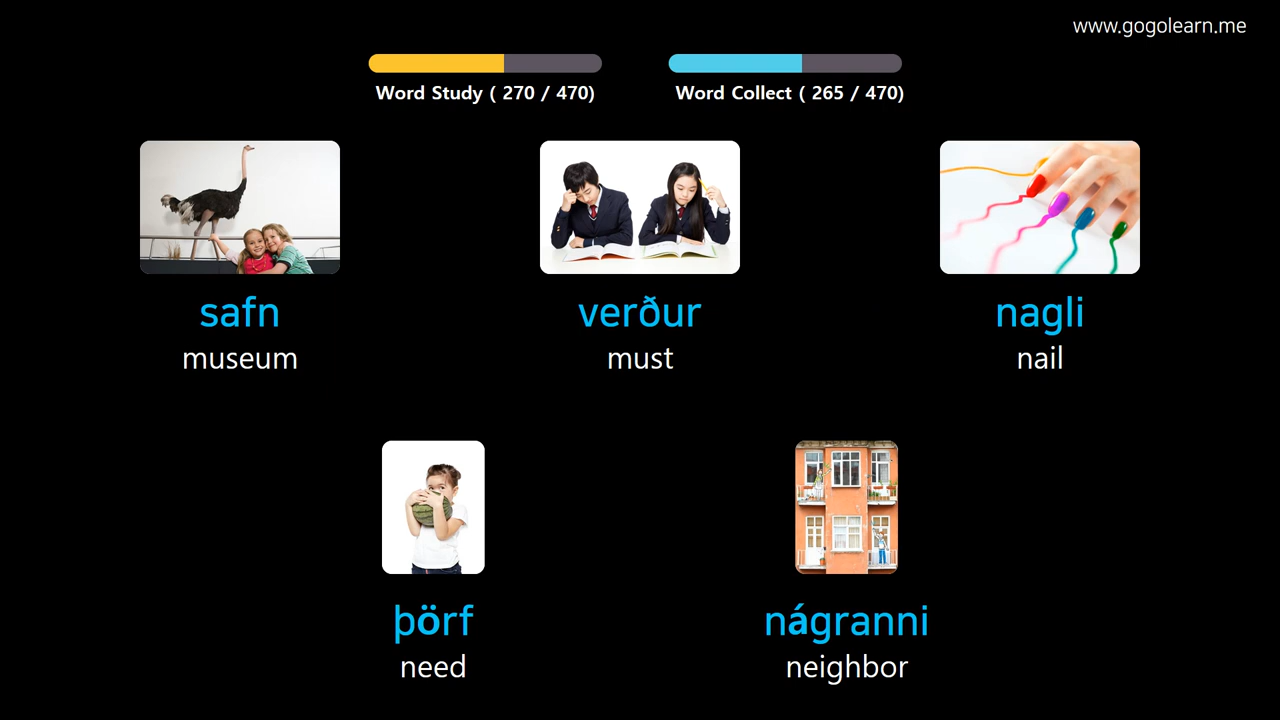 www.gogolearn.me
Word Study ( 270 / 470)
Word Collect ( 265 / 470)
safn
museum
verður
must
nagli
nail
þörf
need
nágranni
neighbor